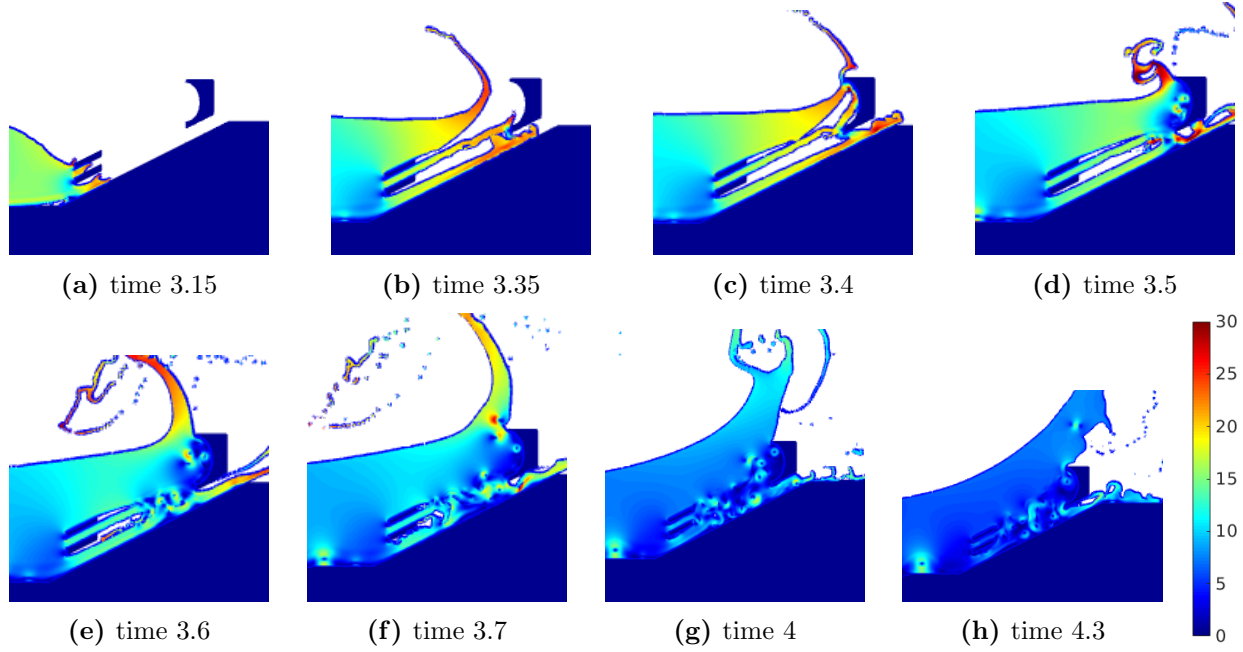 (a) time 3.15
(b) time 3.35
(c) time 3.4
(d) time 3.5
30
25
20
15
10
5
0
(e) time 3.6
(f) time 3.7
(g) time 4
(h) time 4.3